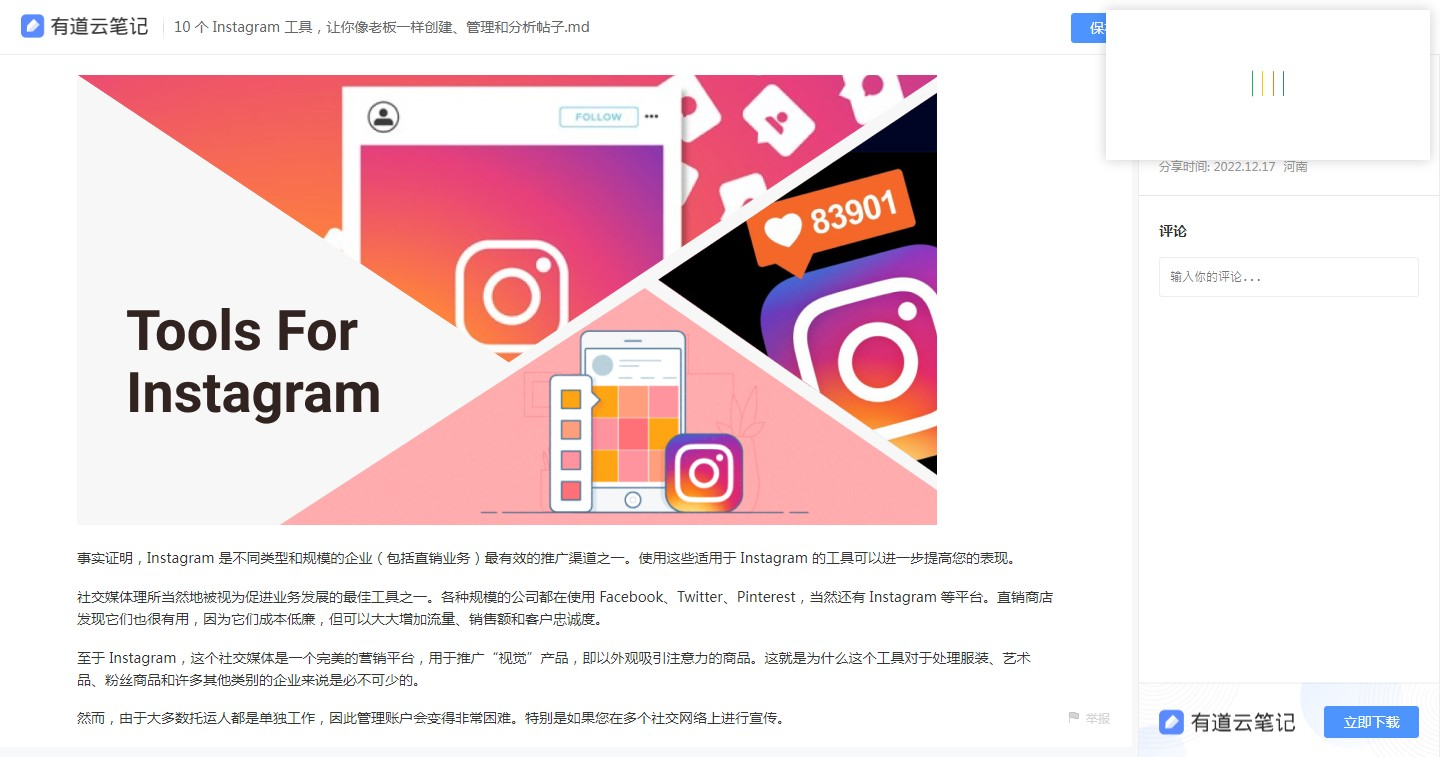 有道云笔记
10 个 Instagram 工具，让你像老板一样创建、管理和分析帖子.md
FOLLOW
83901
Tools For
Instagram
事实证明，Instagram 是不同类型和规模的企业（包括直销业务）最有效的推广渠道之一。使用这些适用于 Instagram 的工具可以进一步提高您的表现。
社交媒体理所当然地被视为促进业务发展的最佳工具之一。各种规模的公司都在使用 Facebook、Twitter、Pinterest，当然还有 Instagram 等平台。直销商店
发现它们也很有用，因为它们成本低廉，但可以大大增加流量、销售额和客户忠诚度。
至于 Instagram，这个社交媒体是一个完美的营销平台，用于推广“视觉”产品，即以外观吸引注意力的商品。这就是为什么这个工具对于处理服装、艺术
品、粉丝商品和许多其他类别的企业来说是必不可少的。
然而，由于大多数托运人都是单独工作，因此管理账户会变得非常困难。特别是如果您在多个社交网络上进行宣传。
举报
分享时间: 2022.12.17 河南
评论
输入你的评论...
有道云笔记
立即下载